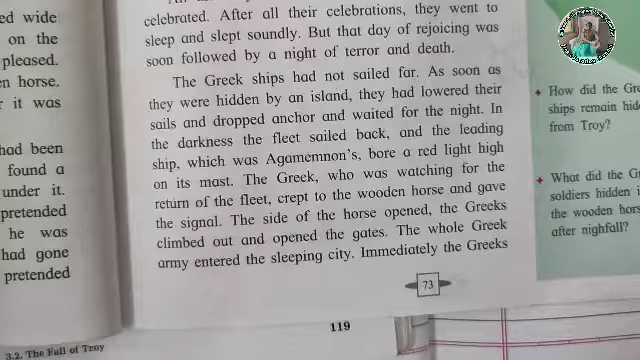 ed wide
on the
pleased.
en horse.
r it was
had been
found a
under it.
pretended
he was
had gone
pretended
celebrated. After all their celebrations, they went to
sleep and slept soundly. But that day of rejoicing was
soon followed by a night of terror and death.
The Greek ships had not sailed far. As soon as
they were hidden by an island, they had lowered their
sails and dropped anchor and waited for the night. In
the darkness the fleet sailed back, and the leading
ship, which was Agamemnon's, bore a red light high
on its mast. The Greek, who was watching for the
return of the fleet, crept to the wooden horse and gave
the signal. The side of the horse opened, the Greeks
climbed out and opened the gates. The whole Greek
army entered the sleeping city. Immediately the Greeks
73
How did the Gre
ships remain hid
from Troy?
What did the G
soldiers hidden i
the wooden hors
after nighfall?
119
3.2. The Fall of Troy